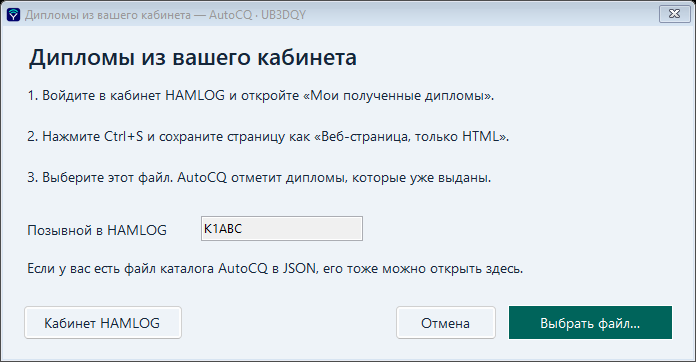 Дипломы из вашего кабинета — AutoCQ · UB3DQY
Дипломы из вашего кабинета
1. Войдите в кабинет HAMLOG и откройте «Мои полученные дипломы».
2. Нажмите Ctrl+S и сохраните страницу как «Веб-страница, только HTML».
3. Выберите этот файл. AutoCQ отметит дипломы, которые уже выданы.
Позывной в HAMLOG K1ABC
Если у вас есть файл каталога AutoCQ в JSON, его тоже можно открыть здесь.
Кабинет HAMLOG Отмена Выбрать файл...